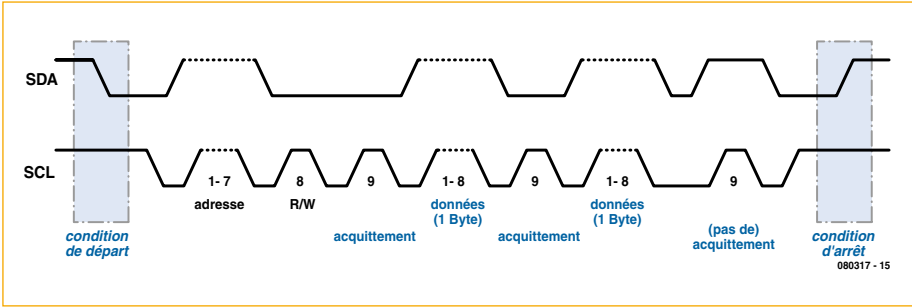 SDA
SCL
1- 7
8
9
1- 8
9
1- 8
9
adresse
R/W
données
(1 Byte)
données
(1 Byte)
acquittement
acquittement
(pas de)
acquittement
condition
de départ
condition
d'arrêt
080317 - 15